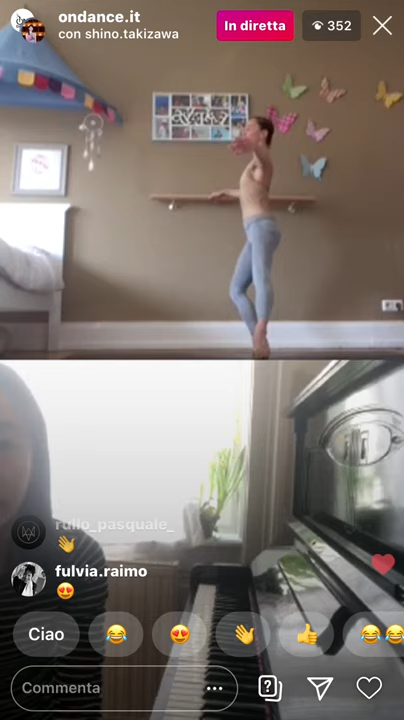 ondance.it
con shino.takizawa
In diretta
352
rullo_pasquale_
👋
fulvia.raimo
😍
Ciao
😂
😍
👋
👍
😂😂
Commenta